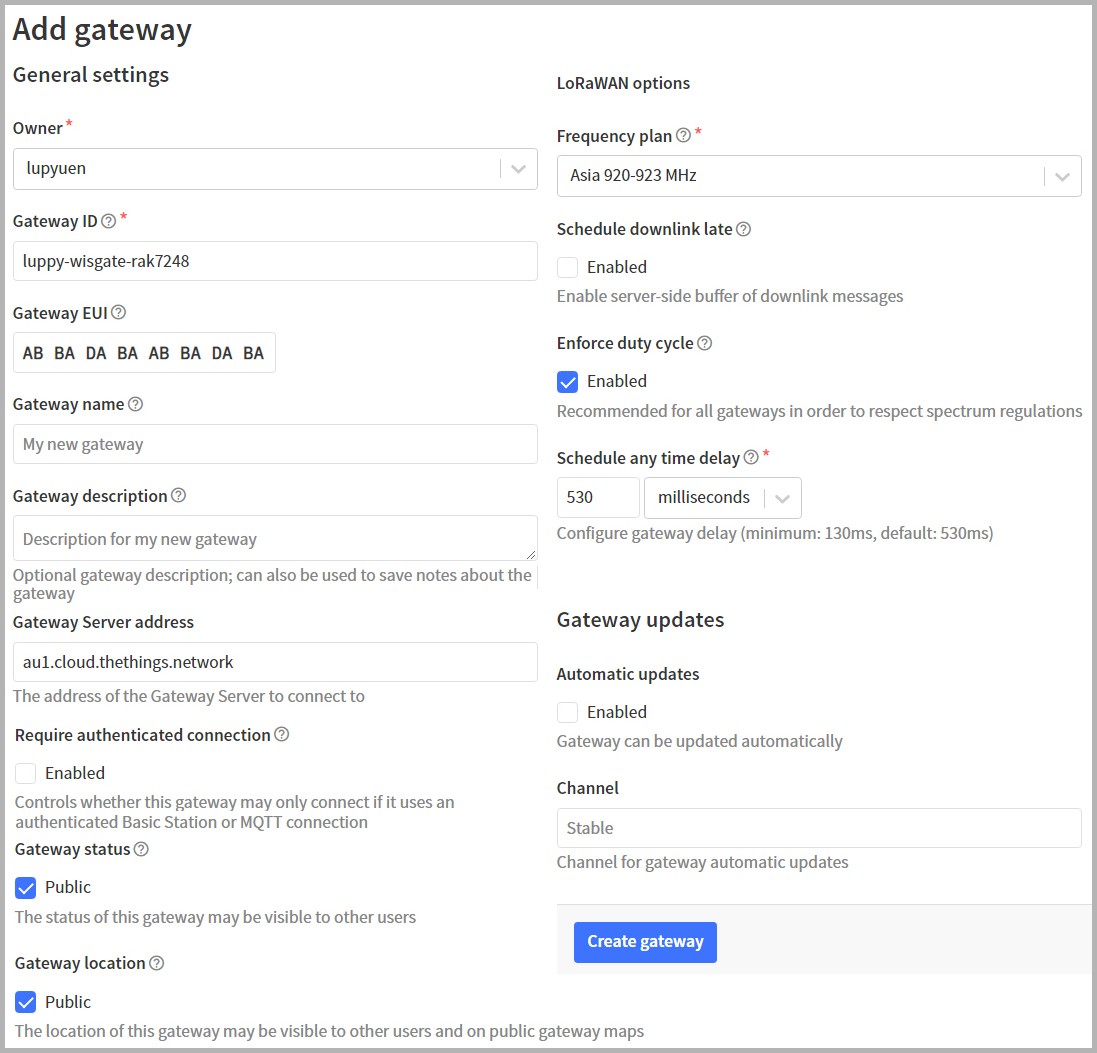 Add gateway
General settings
Owner *
lupyuen
Gateway ID ? *
luppy-wisgate-rak7248
Gateway EUI ?
AB BA DA BA AB BA DA BA
Gateway name ?
My new gateway
Gateway description ?
Description for my new gateway
Optional gateway description; can also be used to save notes about the
gateway
Gateway Server address
au1.cloud.thethings.network
The address of the Gateway Server to connect to
Require authenticated connection ?
Enabled
Controls whether this gateway may only connect if it uses an
authenticated Basic Station or MQTT connection
Gateway status ?
Public
The status of this gateway may be visible to other users
Gateway location ?
Public
The location of this gateway may be visible to other users and on public gateway maps
LoRaWAN options
Frequency plan ? *
Asia 920-923 MHz
Schedule downlink late ?
Enabled
Enable server-side buffer of downlink messages
Enforce duty cycle ?
Enabled
Recommended for all gateways in order to respect spectrum regulations
Schedule any time delay ? *
530 milliseconds
Configure gateway delay (minimum: 130ms, default: 530ms)
Gateway updates
Automatic updates
Enabled
Gateway can be updated automatically
Channel
Stable
Channel for gateway automatic updates
Create gateway